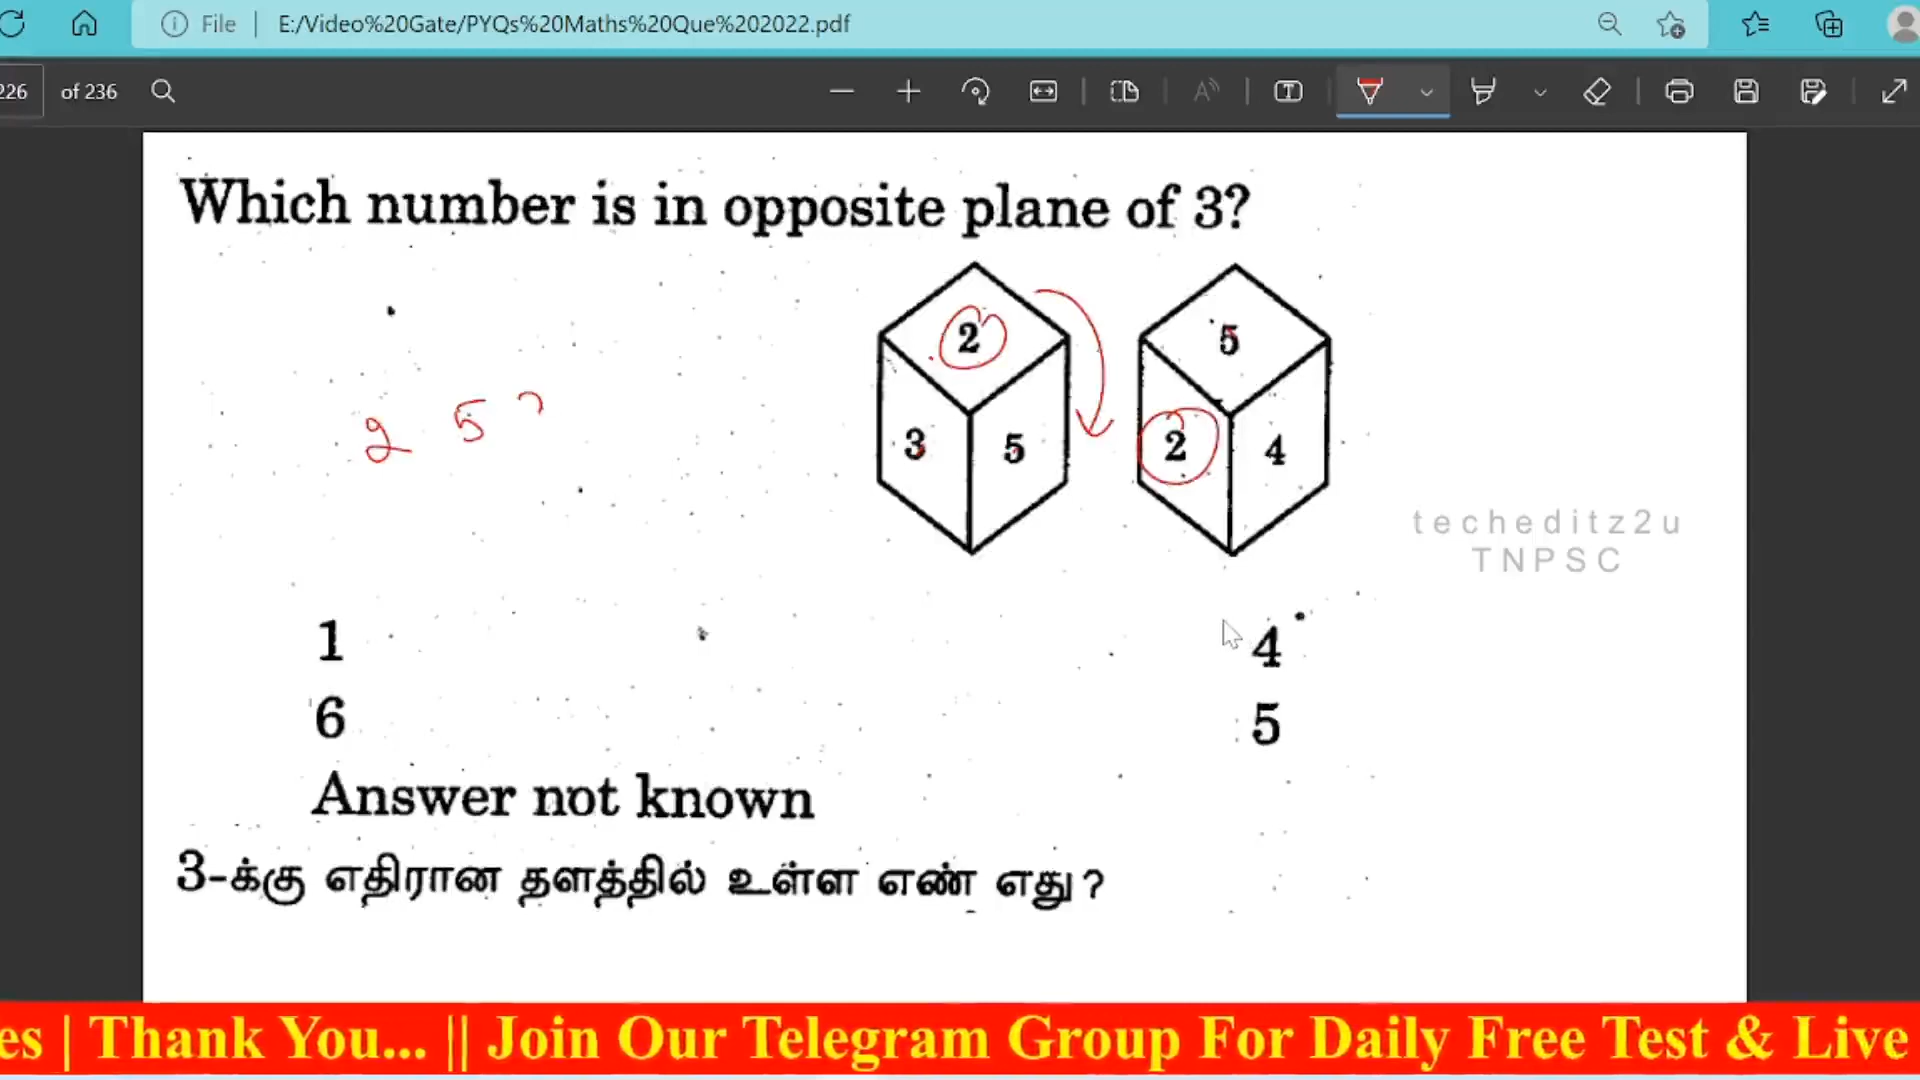 File | E:/Video%20Gate/PYQs%20Maths%20Que%202022.pdf
226 of 236
Which number is in opposite plane of 3?
2 5
2 5 3
3 5 2 4
techeditz2u
TNPSC
1 4
6 5
Answer not known
3-க்கு எதிரான தளத்தில் உள்ள எண் எது?
es | Thank You... || Join Our Telegram Group For Daily Free Test & Live